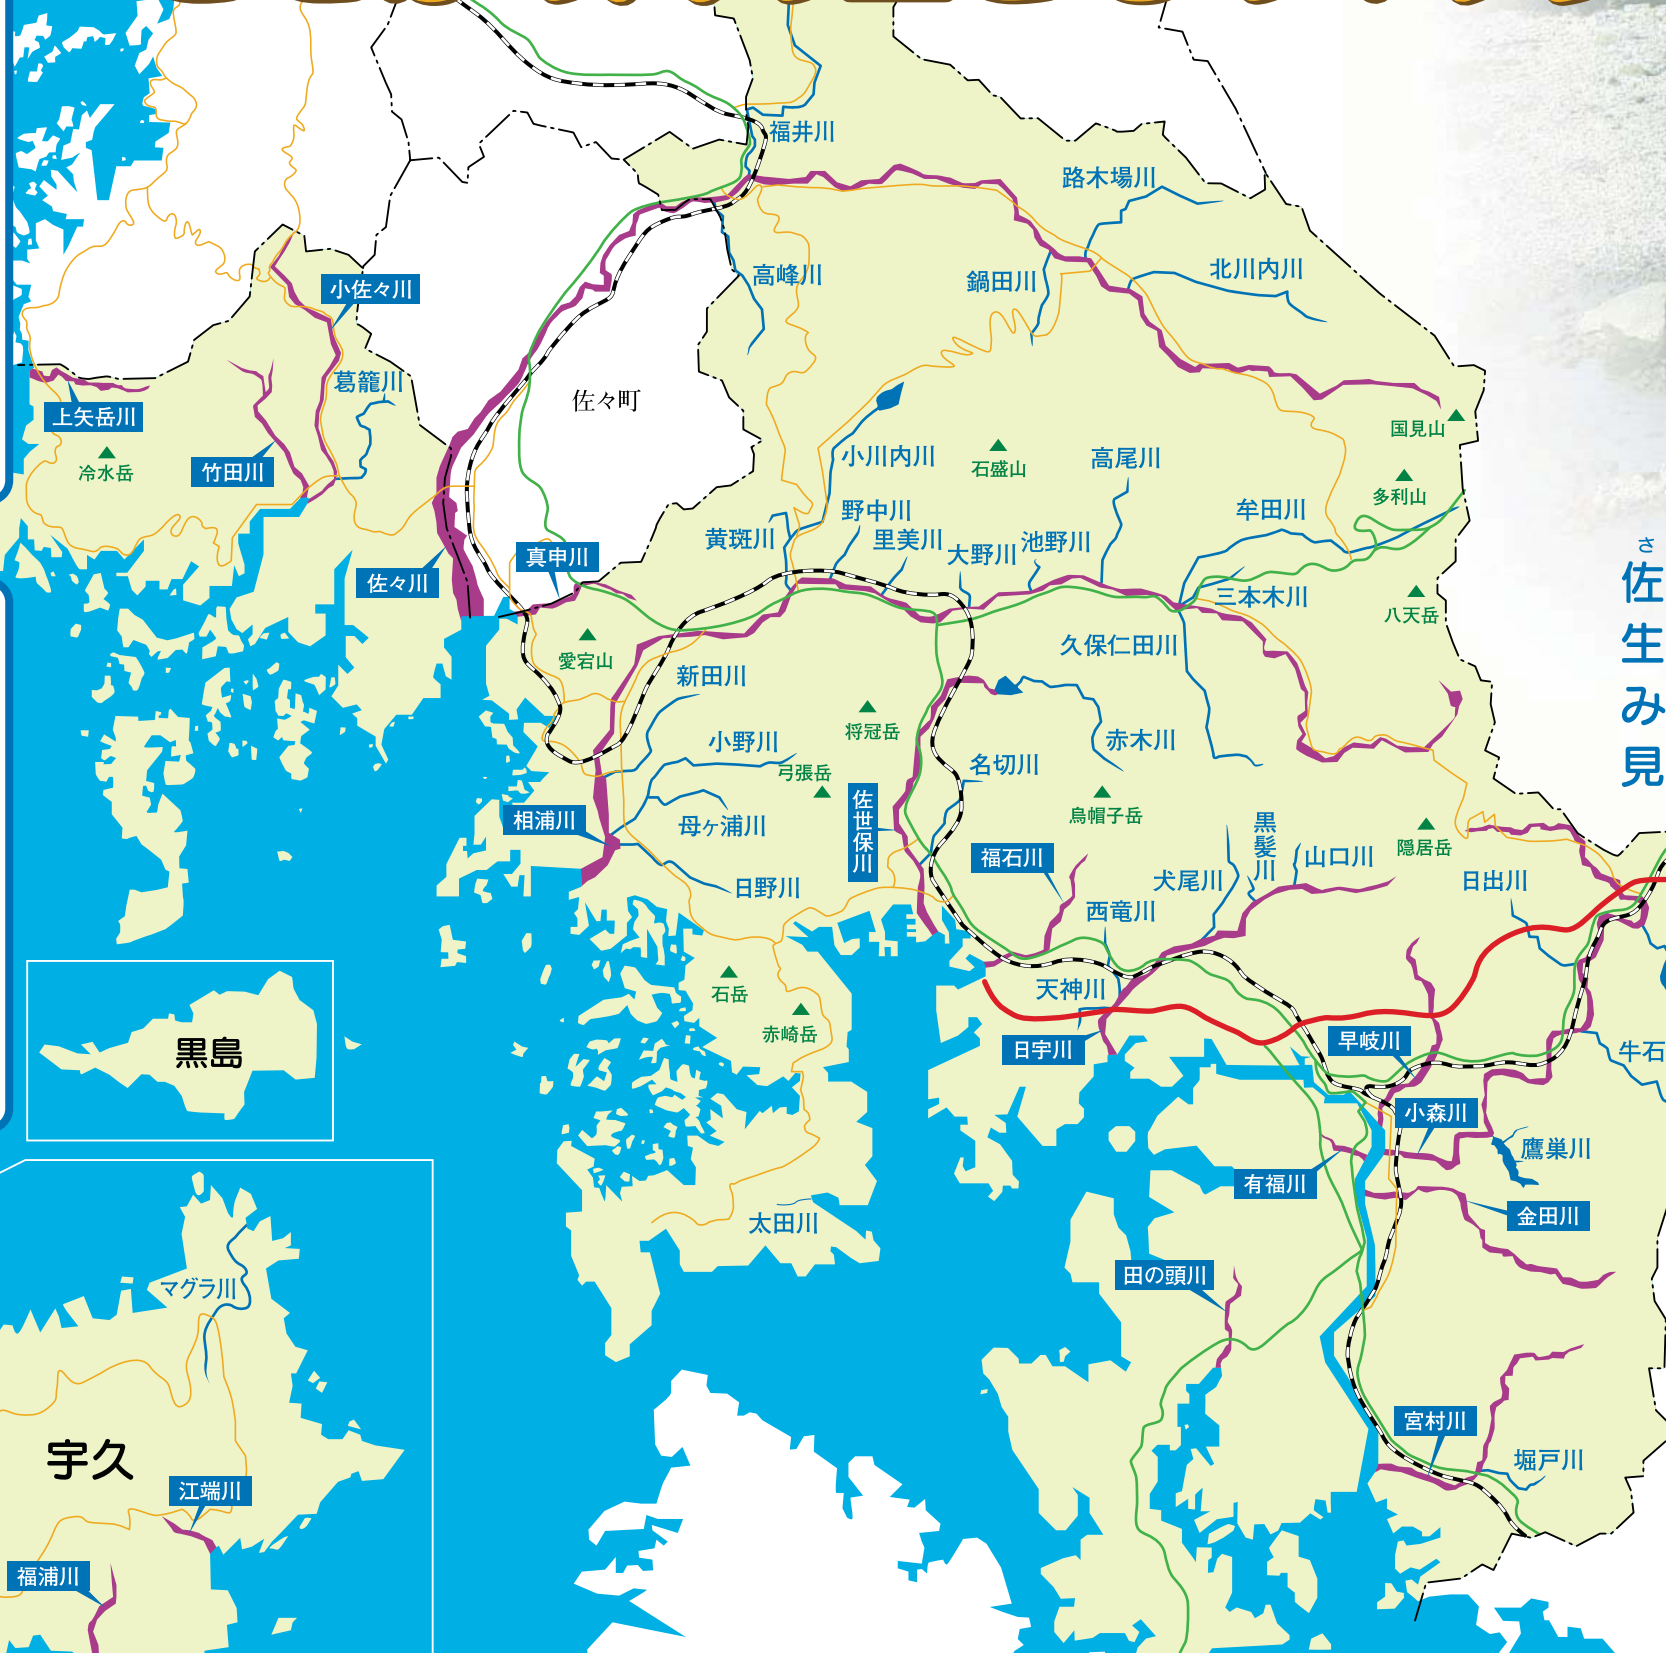 福井川
路木場川
高峰川
鍋田川
北川内川
小佐々川
葛籠川
佐々町
上矢岳川
冷水岳
竹田川
国見山
小川内川
石盛山
高尾川
多利山
野中川
牟田川
黄斑川
里美川
大野川
池野川
真申川
佐々川
三本木川
八天岳
愛宕山
久保仁田川
新田川
将冠岳
小野川
赤木川
弓張岳
名切川
佐世保川
烏帽子岳
相浦川
母ヶ浦川
黒髪川
隠居岳
福石川
山口川
日野川
犬尾川
日出川
西竜川
石岳
天神川
赤崎岳
日宇川
早岐川
牛石
黒島
小森川
鷹巣川
有福川
金田川
太田川
田の頭川
マグラ川
宮村川
宇久
堀戸川
江端川
福浦川
さ
佐
生
み
見